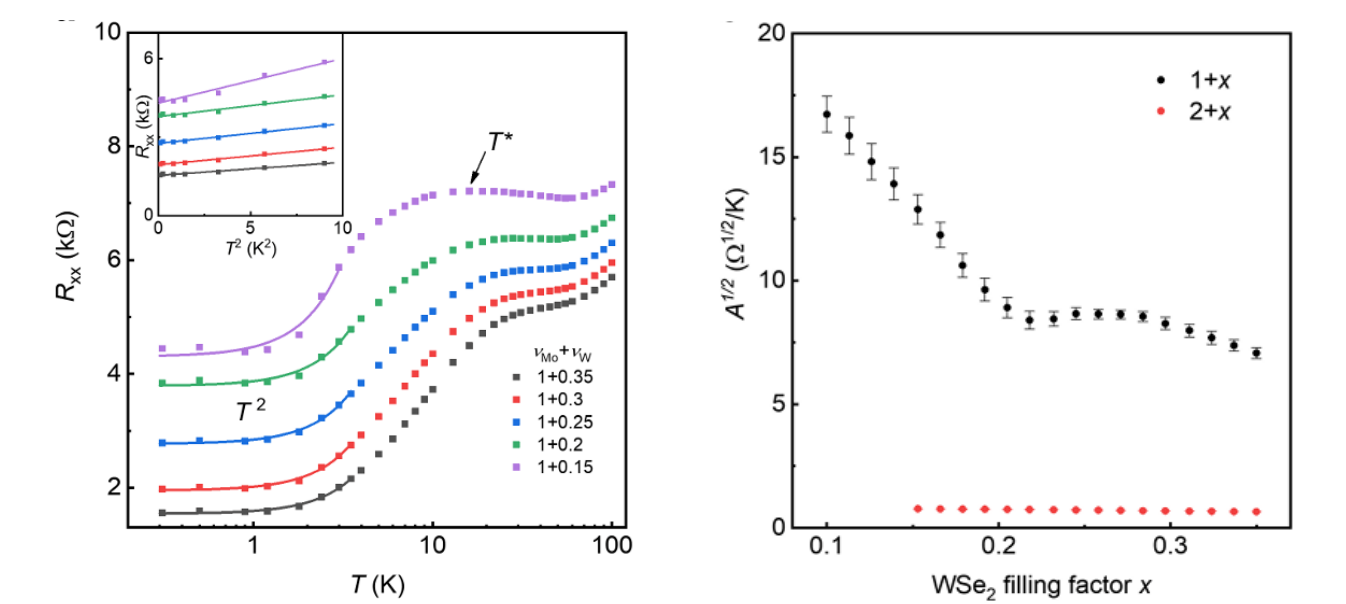 10
8
6
4
2
R_xx (kΩ)
1
10
100
T (K)
6
0
R_xx (kΩ)
0
5
10
T² (K²)
T*
T²
ν_Mo+ν_W
1+0.35
1+0.3
1+0.25
1+0.2
1+0.15
20
15
10
5
0
A^1/2 (Ω^1/2/K)
1+x
2+x
0.1
0.2
0.3
WSe₂ filling factor x